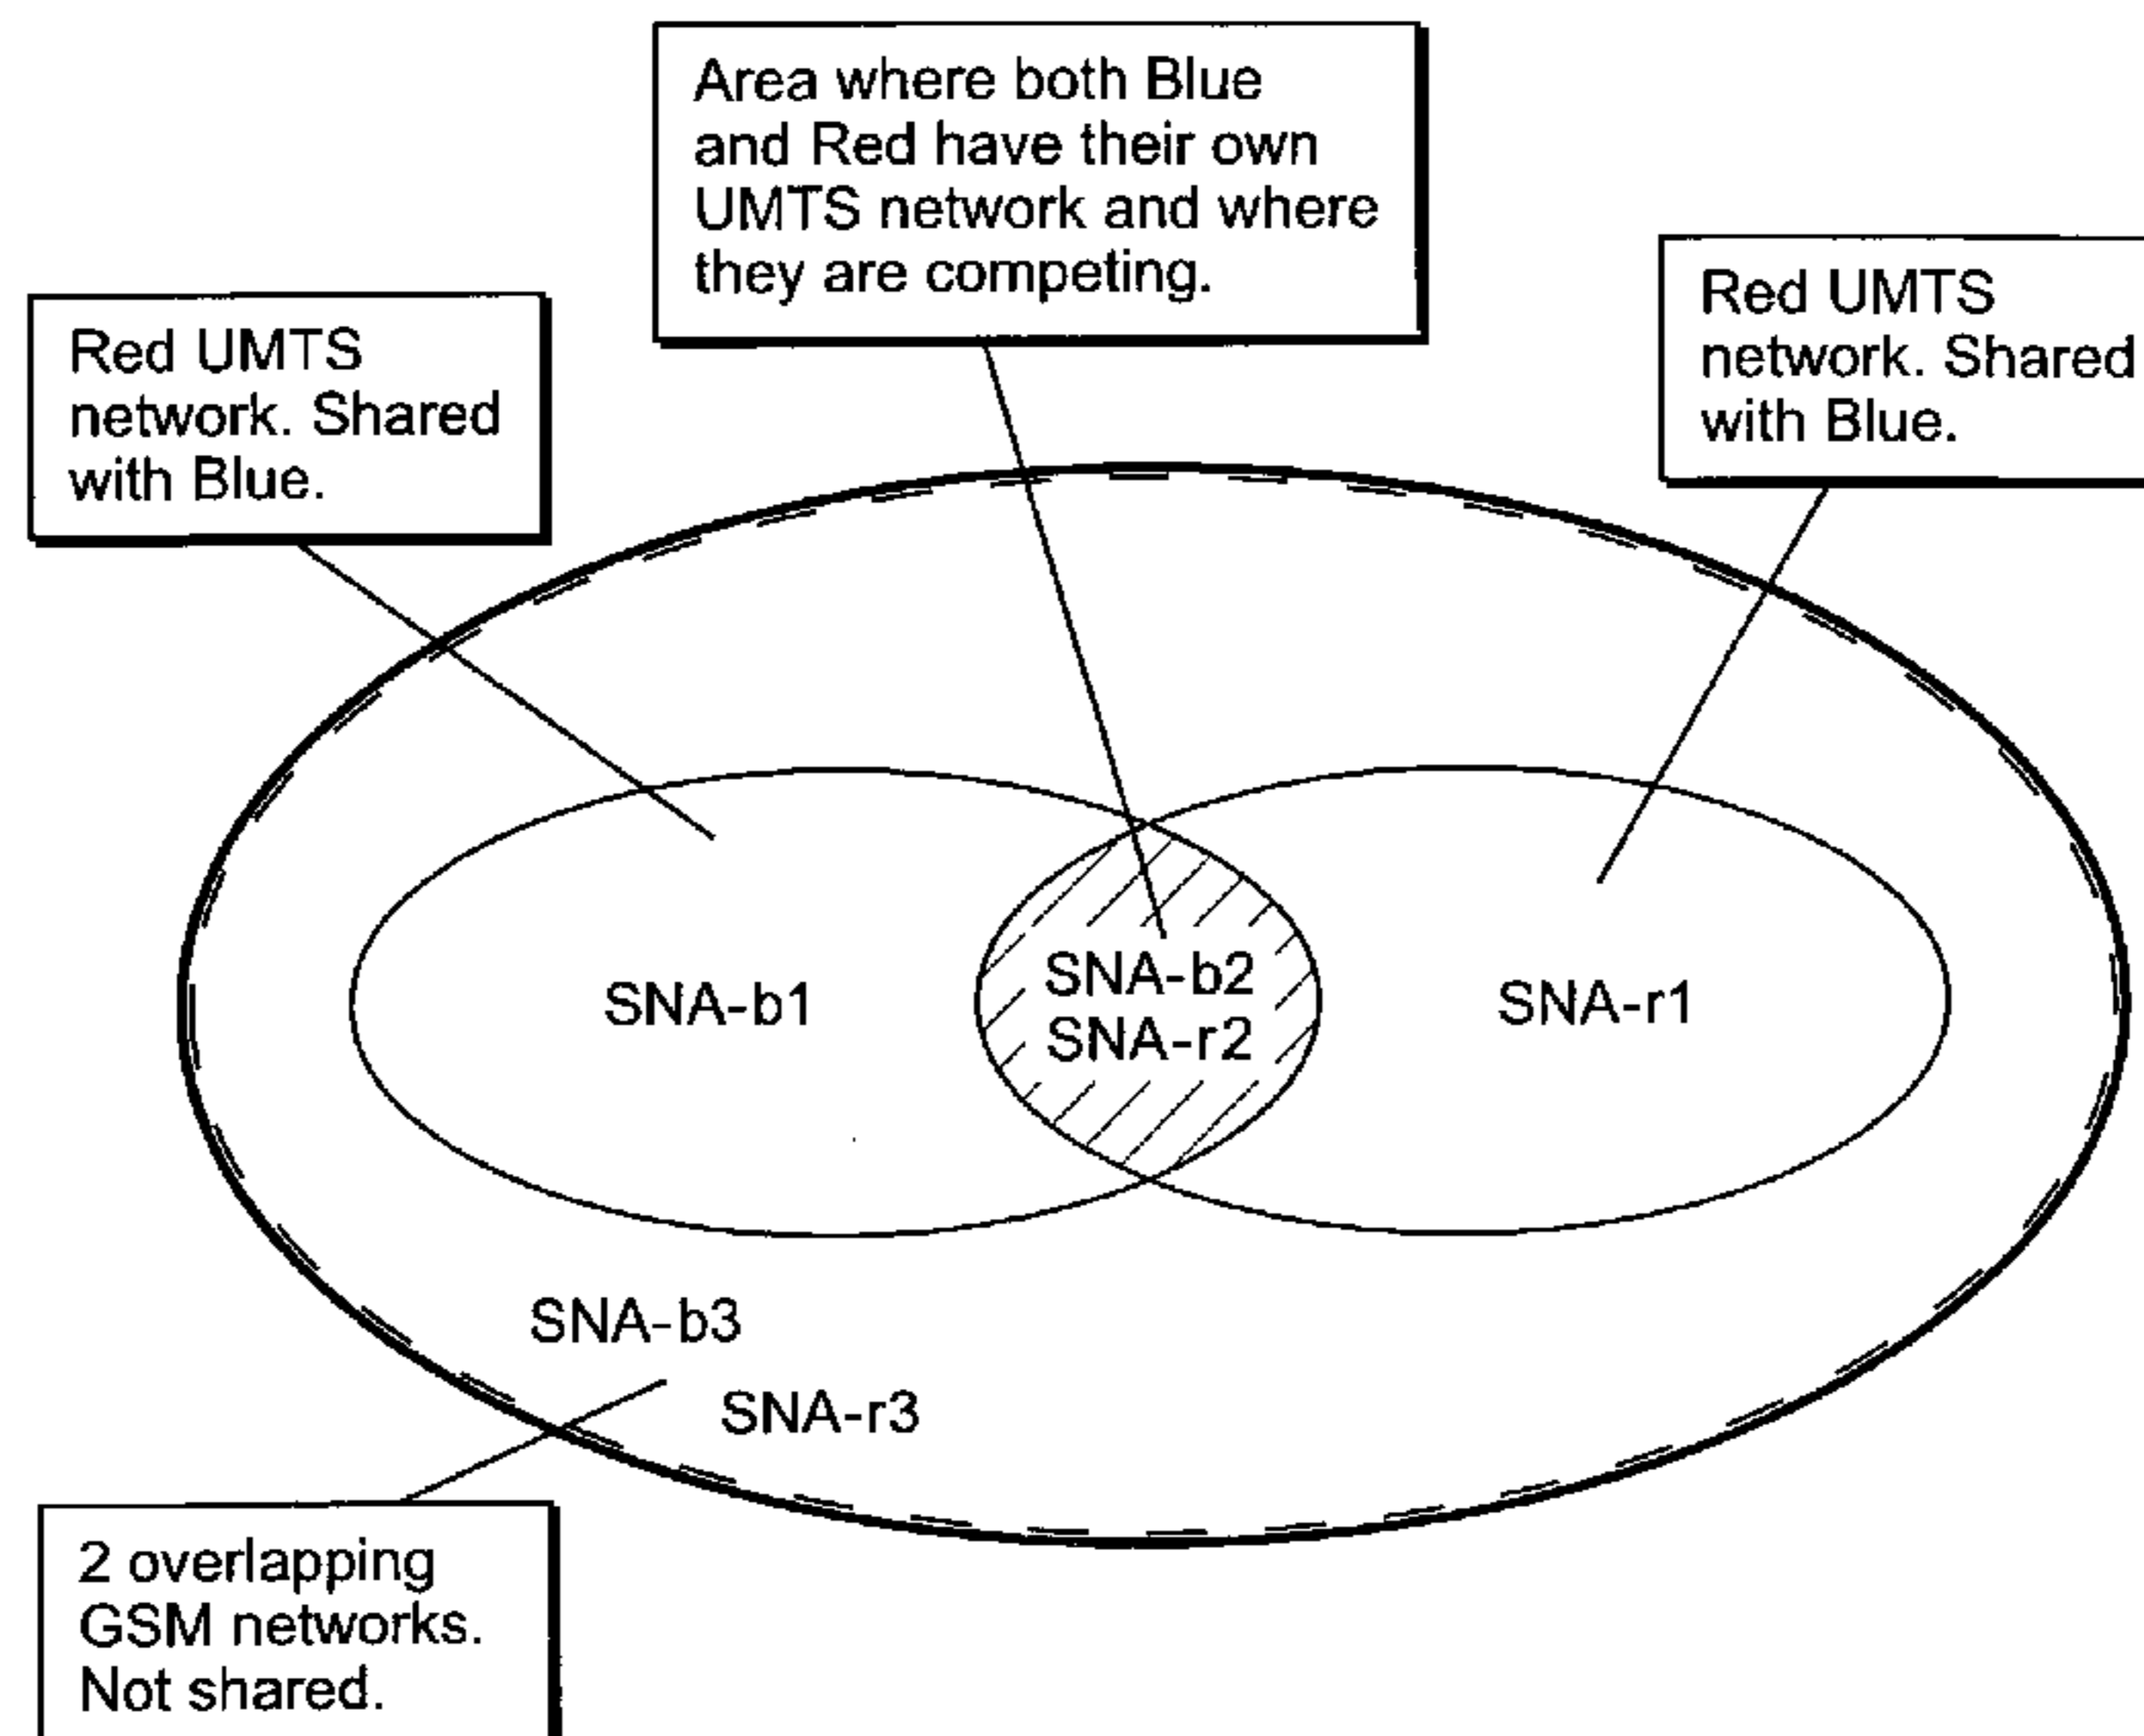 Area where both Blue
and Red have their own
UMTS network and where
they are competing.
Red UMTS
network. Shared
with Blue.
Red UMTS
network. Shared
with Blue.
SNA-b1
SNA-b2
SNA-r2
SNA-r1
SNA-b3
SNA-r3
2 overlapping
GSM networks.
Not shared.